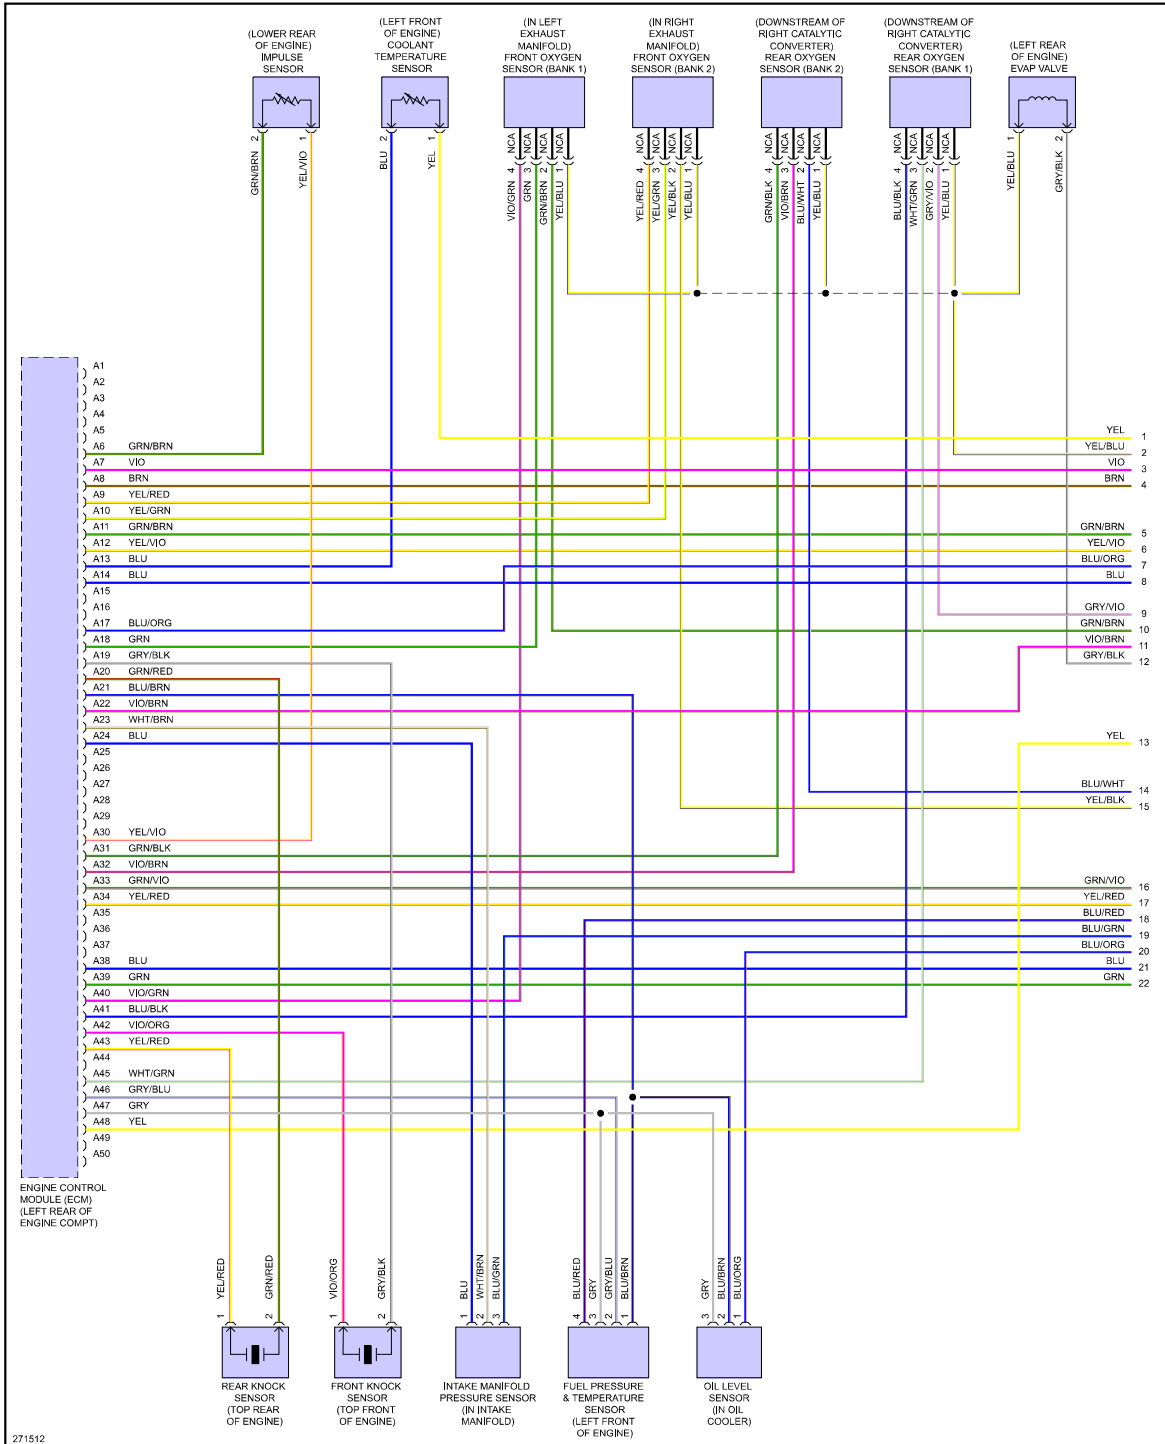 (LOWER REAR
OF ENGINE)
IMPULSE
SENSOR
(LEFT FRONT
OF ENGINE)
COOLANT
TEMPERATURE
SENSOR
(IN LEFT
EXHAUST
MANIFOLD)
FRONT OXYGEN
SENSOR (BANK 1)
(IN RIGHT
EXHAUST
MANIFOLD)
FRONT OXYGEN
SENSOR (BANK 2)
(DOWNSTREAM OF
RIGHT CATALYTIC
CONVERTER)
REAR OXYGEN
SENSOR (BANK 2)
(DOWNSTREAM OF
RIGHT CATALYTIC
CONVERTER)
REAR OXYGEN
SENSOR (BANK 1)
(LEFT REAR
OF ENGINE)
EVAP VALVE
2 GRN/BRN
1 YEL/VIO
2 BLU
1 YEL
NCA 4 VIO/GRN
NCA 3 GRN
NCA 2 GRN/BRN
NCA 1 YEL/BLU
NCA 4 YEL/RED
NCA 3 YEL/GRN
NCA 2 YEL/BLK
NCA 1 YEL/BLU
NCA 4 GRN/BLK
NCA 3 VIO/BRN
NCA 2 BLU/WHT
NCA 1 YEL/BLU
NCA 4 BLU/BLK
NCA 3 WHT/GRN
NCA 2 GRY/VIO
NCA 1 YEL/BLU
1 YEL/BLU
2 GRY/BLK
A1
A2
A3
A4
A5
A6 GRN/BRN
A7 VIO
A8 BRN
A9 YEL/RED
A10 YEL/GRN
A11 GRN/BRN
A12 YEL/VIO
A13 BLU
A14 BLU
A15
A16
A17 BLU/ORG
A18 GRN
A19 GRY/BLK
A20 GRN/RED
A21 BLU/BRN
A22 VIO/BRN
A23 WHT/BRN
A24 BLU
A25
A26
A27
A28
A29
A30 YEL/VIO
A31 GRN/BLK
A32 VIO/BRN
A33 GRN/VIO
A34 YEL/RED
A35
A36
A37
A38 BLU
A39 GRN
A40 VIO/GRN
A41 BLU/BLK
A42 VIO/ORG
A43 YEL/RED
A44
A45 WHT/GRN
A46 GRY/BLU
A47 GRY
A48 YEL
A49
A50
YEL 1
YEL/BLU 2
VIO 3
BRN 4
GRN/BRN 5
YEL/VIO 6
BLU/ORG 7
BLU 8
GRY/VIO 9
GRN/BRN 10
VIO/BRN 11
GRY/BLK 12
YEL 13
BLU/WHT 14
YEL/BLK 15
GRN/VIO 16
YEL/RED 17
BLU/RED 18
BLU/GRN 19
BLU/ORG 20
BLU 21
GRN 22
ENGINE CONTROL
MODULE (ECM)
(LEFT REAR OF
ENGINE COMPT)
1 YEL/RED
2 GRN/RED
1 VIO/ORG
2 GRY/BLK
1 BLU
2 WHT/BRN
3 BLU/GRN
4 BLU/RED
3 GRY
2 GRY/BLU
1 BLU/BRN
3 GRY
2 BLU/BRN
1 BLU/ORG
REAR KNOCK
SENSOR
(TOP REAR
OF ENGINE)
FRONT KNOCK
SENSOR
(TOP FRONT
OF ENGINE)
INTAKE MANIFOLD
PRESSURE SENSOR
(IN INTAKE
MANIFOLD)
FUEL PRESSURE
& TEMPERATURE
SENSOR
(LEFT FRONT
OF ENGINE)
OIL LEVEL
SENSOR
(IN OIL
COOLER)
271512